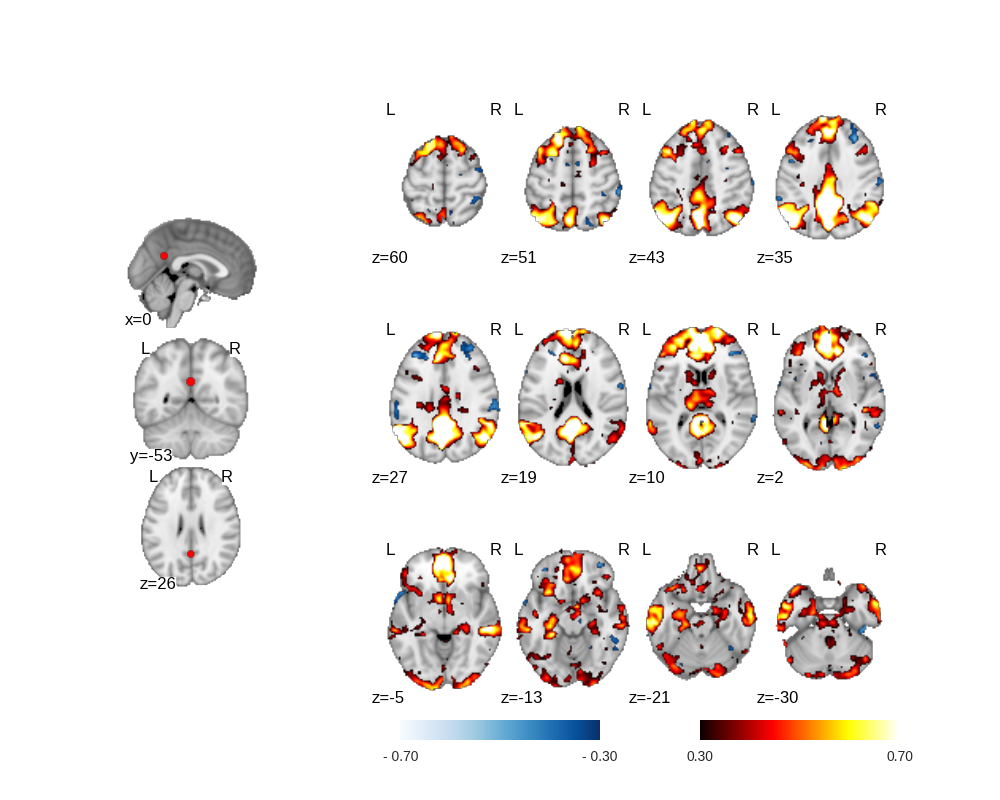 L R L R L R L R
z=60 z=51 z=43 z=35
x=0
L R
y=-53
L R
z=26
L R L R L R L R
z=27 z=19 z=10 z=2
L R L R L R L R
z=-5 z=-13 z=-21 z=-30
- 0.70 - 0.30 0.30 0.70